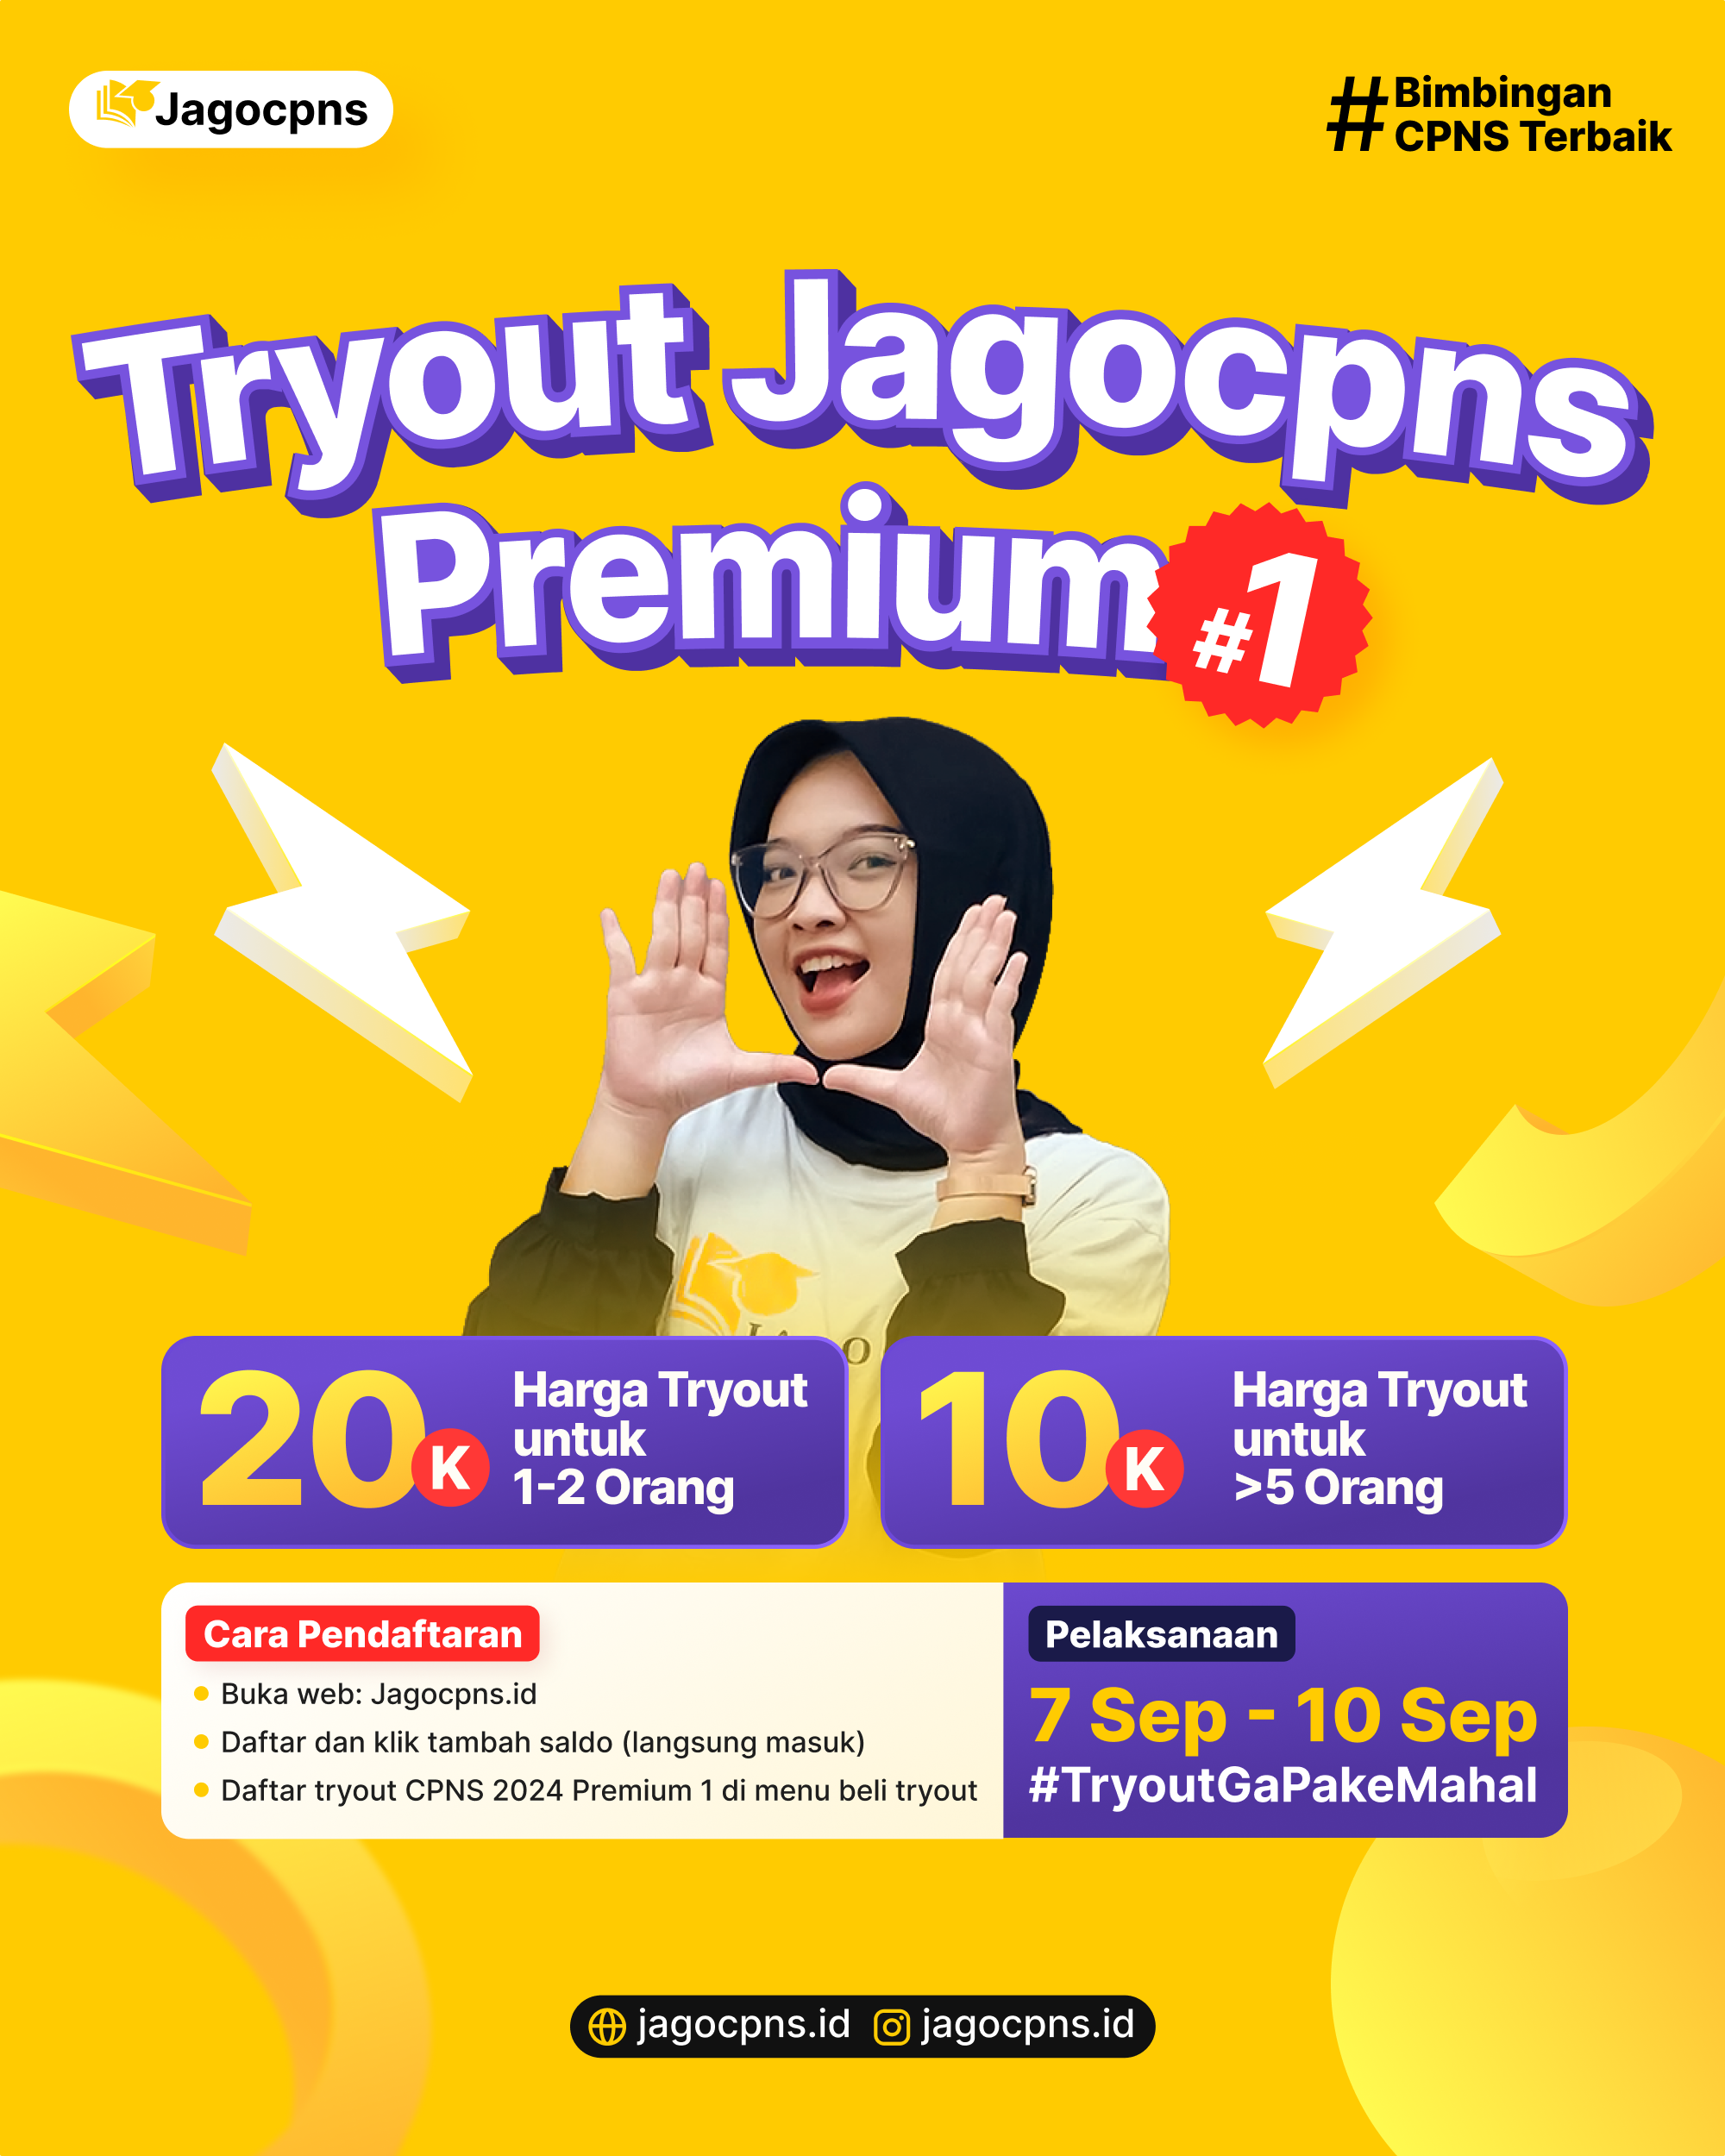 Jagocpns
#Bimbingan
CPNS Terbaik
Tryout Jagocpns
Premium
#1
20K
Harga Tryout
untuk
1-2 Orang
10K
Harga Tryout
untuk
>5 Orang
Cara Pendaftaran
Buka web: Jagocpns.id
Daftar dan klik tambah saldo (langsung masuk)
Daftar tryout CPNS 2024 Premium 1 di menu beli tryout
Pelaksanaan
7 Sep - 10 Sep
#TryoutGaPakeMahal
jagocpns.id jagocpns.id